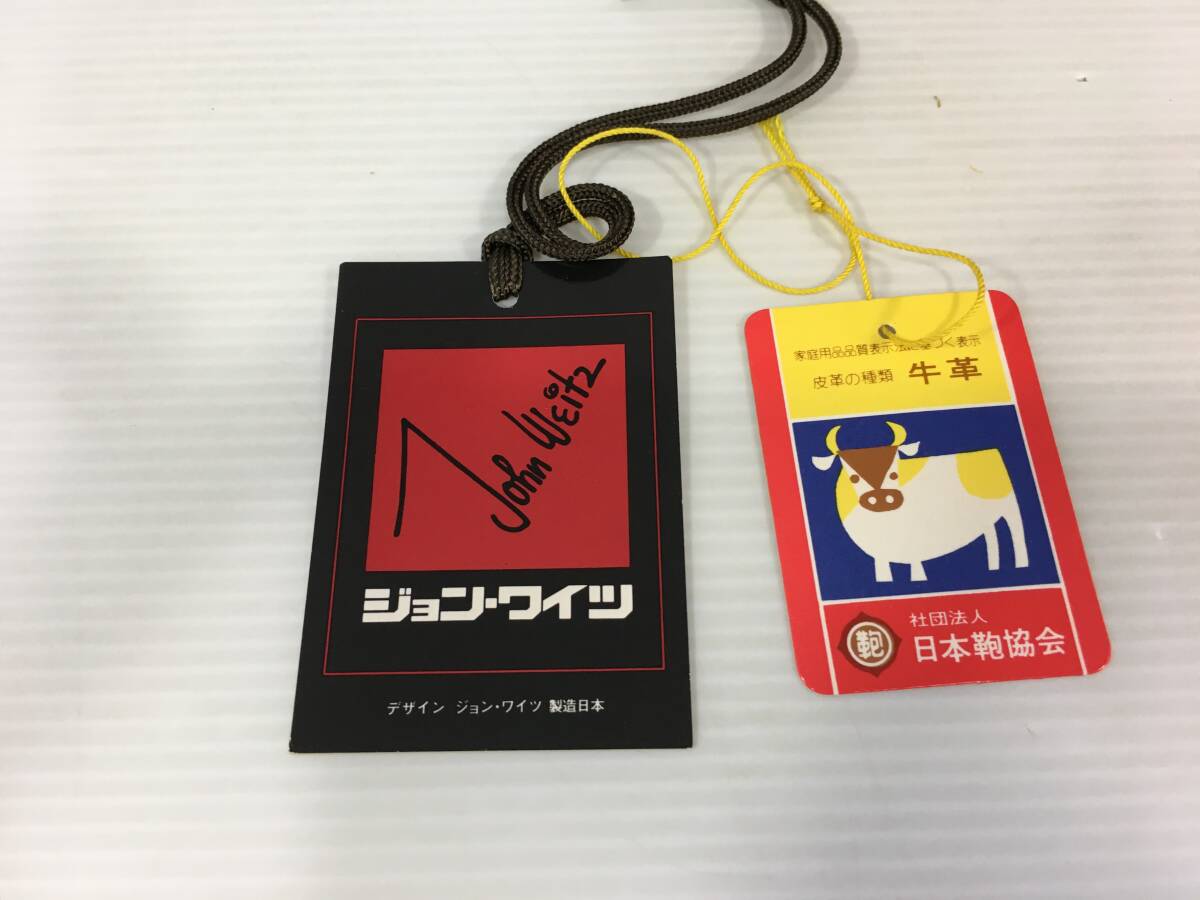 John Weitz
ジョン・ワイツ
デザイン ジョン・ワイツ 製造日本
家庭用品品質表示法に基づく表示
皮革の種類 牛革
鞄
社団法人
日本鞄協会